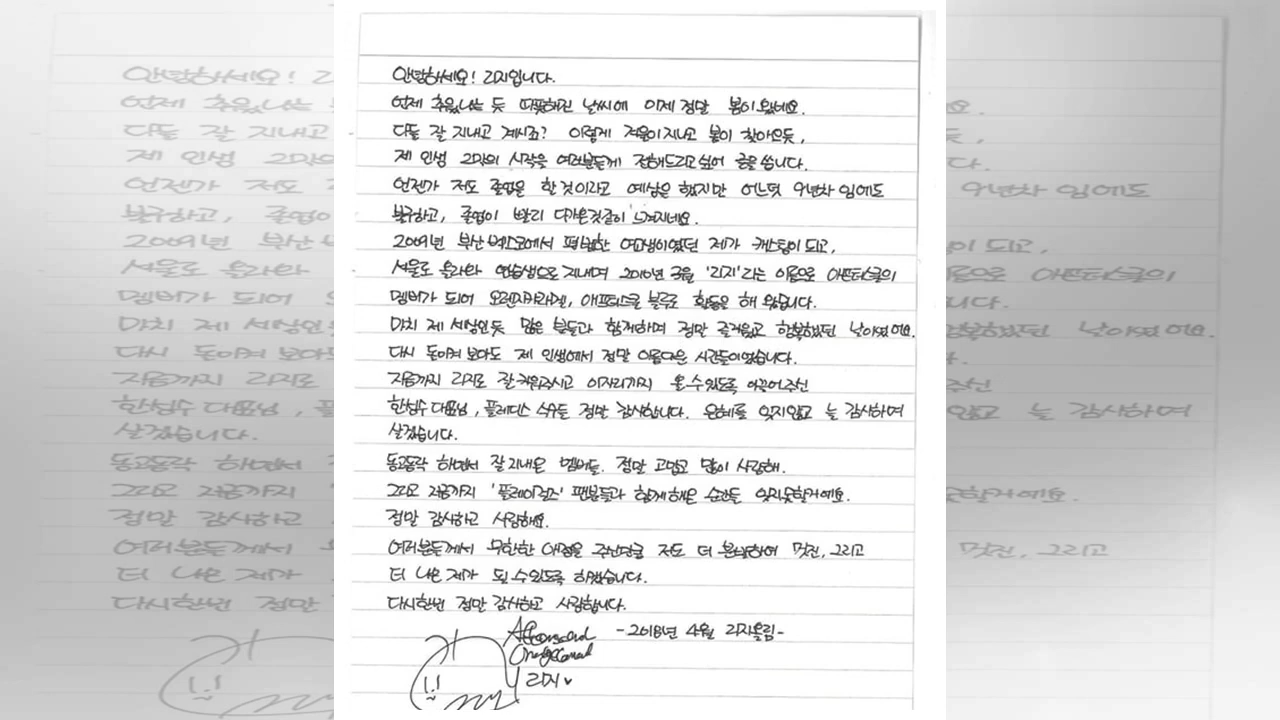 안녕하세요! 리지입니다.
언제 추웠냐는 듯 따뜻해진 날씨에 이제 정말 봄이 왔네요.
다들 잘 지내고 계시죠? 이렇게 겨울이 지나고 봄이 찾아오듯,
제 인생 2막의 시작을 여러분들께 전해드리고 싶어 글을 씁니다.
언젠가 저도 졸업을 할 것이라고 예상은 했지만 어느덧 9년차 임에도
불구하고, 졸업이 빨리 다가온것같이 느껴지네요.
2009년 부산 벡스코에서 평범한 여고생이였던 제가 캐스팅이 되고,
서울로 올라와 연습생으로 지내며 2010년 3월 '리지'라는 이름으로 애프터스쿨의
멤버가 되어 오렌지카라멜, 애프터스쿨 블루로 활동을 해 왔습니다.
마치 제 세상인 듯 많은 분들과 함께하며 정말 즐거웠고 행복했던 날이였어요.
다시 돌이켜 보아도 제 인생에서 정말 아름다운 시간들이였습니다.
지금까지 리지로 잘 키워주시고 이자리까지 올 수 있도록 이끌어주신
한성수 대표님, 플레디스 식구들 정말 감사합니다. 은혜를 잊지않고 늘 감사하며
살겠습니다.
동고동락 하면서 잘 지내온 멤버들. 정말 고맙고 많이 사랑해.
그리고 지금까지 '플레이걸즈' 팬분들과 함께 해온 순간들 잊지못할거예요.
정말 감사하고 사랑해요.
여러분들께서 무한한 애정을 주신만큼 저도 더 분발하여 멋진, 그리고
더 나은 제가 될 수 있도록 하겠습니다.
다시한번 정말 감사하고 사랑합니다.
-2018년 4월 리지올림-
리지♥